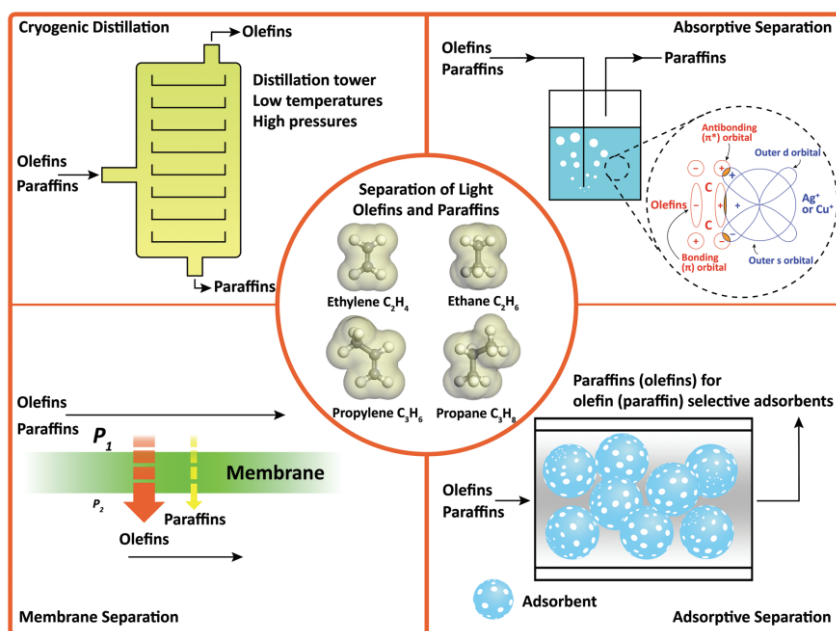 Cryogenic Distillation
Olefins
Distillation tower
Low temperatures
High pressures
Olefins
Paraffins
Paraffins
Absorptive Separation
Olefins
Paraffins
Paraffins
Antibonding
(π*) orbital
Outer d orbital
− + +
C
Olefins − + +
C
Ag⁺
or Cu⁺
+ − −
Bonding
(π) orbital
Outer s orbital
Separation of Light
Olefins and Paraffins
Ethylene C₂H₄
Ethane C₂H₆
Propylene C₃H₆
Propane C₃H₈
Olefins
Paraffins
P₁
Membrane
P₂
Paraffins
Olefins
Membrane Separation
Paraffins (olefins) for
olefin (paraffin) selective adsorbents
Olefins
Paraffins
Adsorbent
Adsorptive Separation